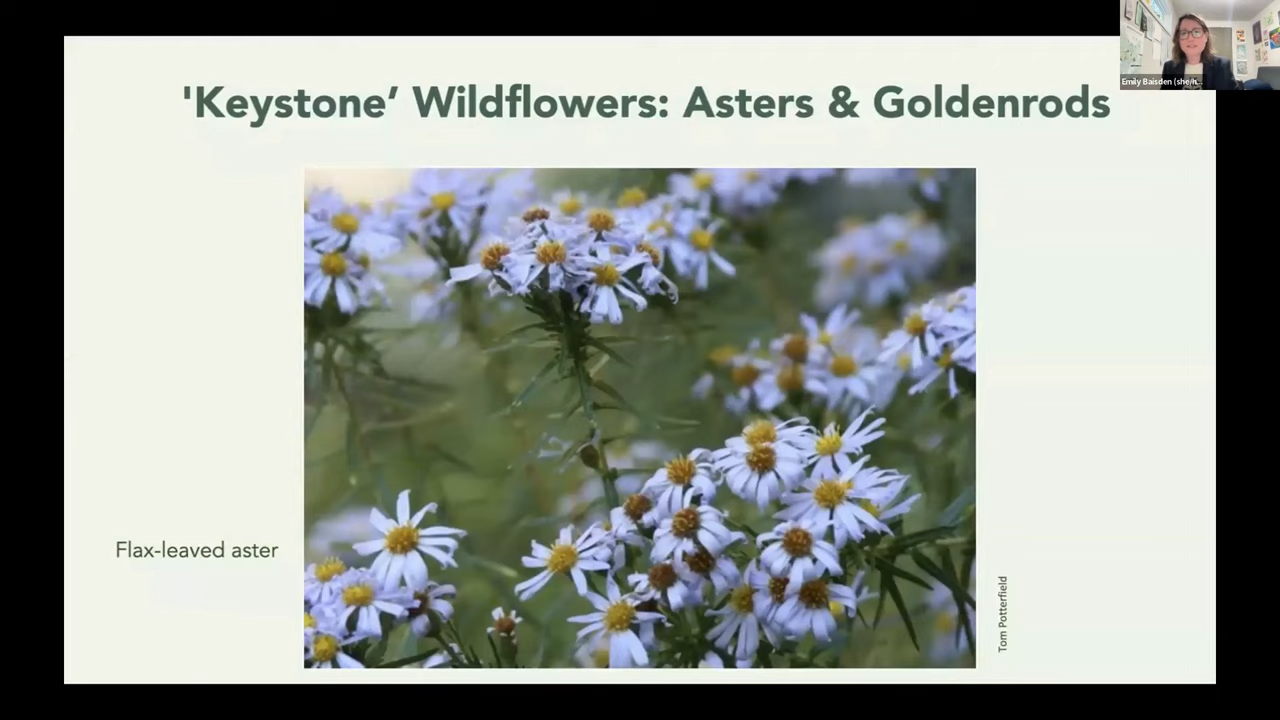 'Keystone’ Wildflowers: Asters & Goldenrods
Emily Baisden (she/h...
Flax-leaved aster
Tom Potterfield